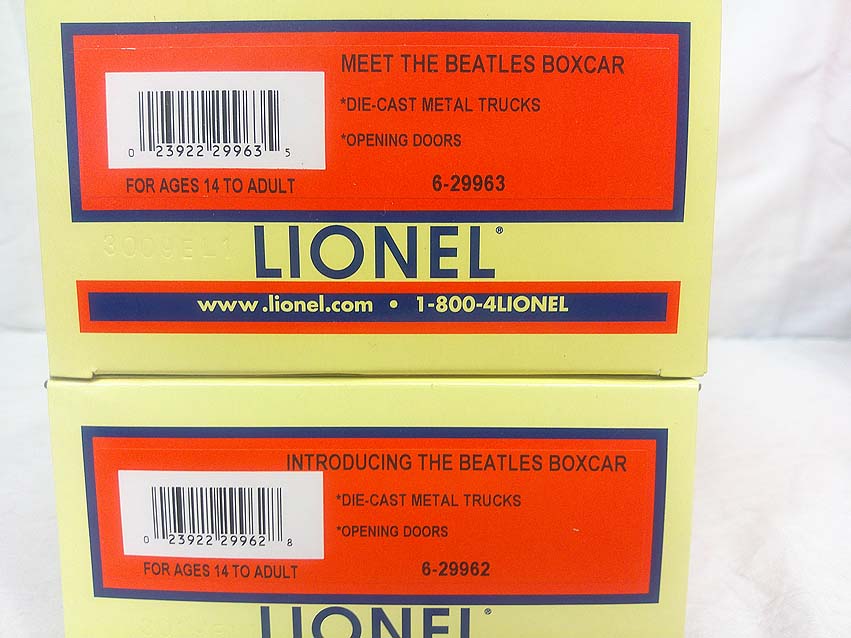 MEET THE BEATLES BOXCAR
*DIE-CAST METAL TRUCKS
*OPENING DOORS
0 23922 29963 5
FOR AGES 14 TO ADULT
6-29963
3009EL1
LIONEL®
www.lionel.com • 1-800-4LIONEL
INTRODUCING THE BEATLES BOXCAR
*DIE-CAST METAL TRUCKS
*OPENING DOORS
0 23922 29962 8
FOR AGES 14 TO ADULT
6-29962
LIONEL®